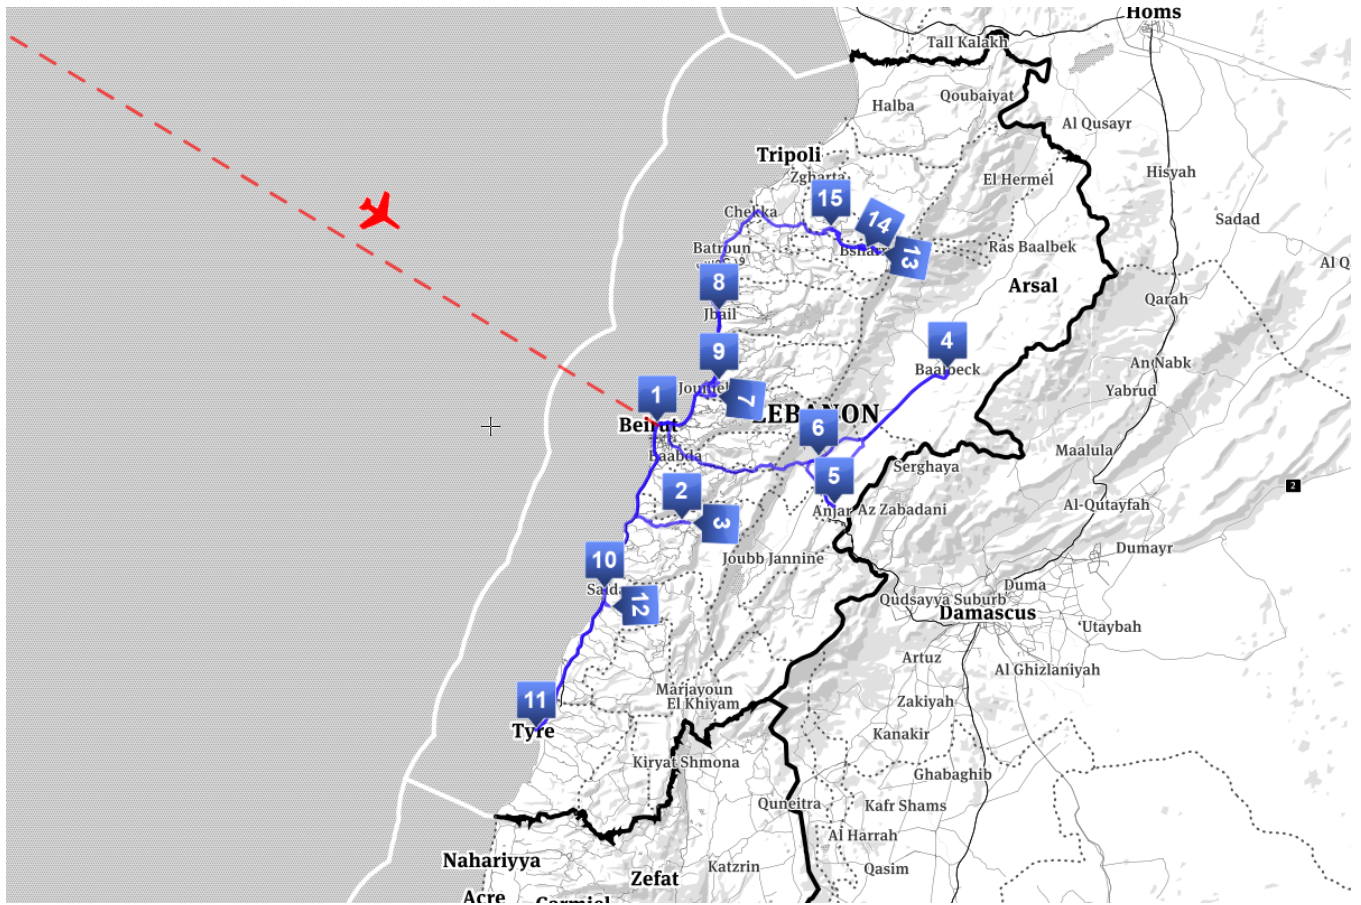 Homs
Tall Kalakh
Qoubaiyat
Halba
Al Qusayr
Tripoli
Zgharta
El Hermel
Hisyah
15
Chekka
14
Sadad
Batroun
Bsharri
13
Ras Baalbek
Al Q
8
Arsal
Qarah
Jbail
4
9
Baalbeck
An Nabk
Jounieh
7
Yabrud
1
LEBANON
Beirut
6
Baabda
Maalula
Serghaya
5
2
2
Al-Qutayfah
Anjar
Az Zabadani
3
Dumayr
Joubb Jannine
10
Duma
Saida
Qudsayya Suburb
12
Damascus
'Utaybah
Artuz
Al Ghizlaniyah
Marjayoun
El Khiyam
11
Zakiyah
Tyre
Kanakir
Kiryat Shmona
Ghabaghib
Quneitra
Kafr Shams
Al Harrah
Nahariyya
Katzrin
Qasim
Zefat
Acre
Carmiel